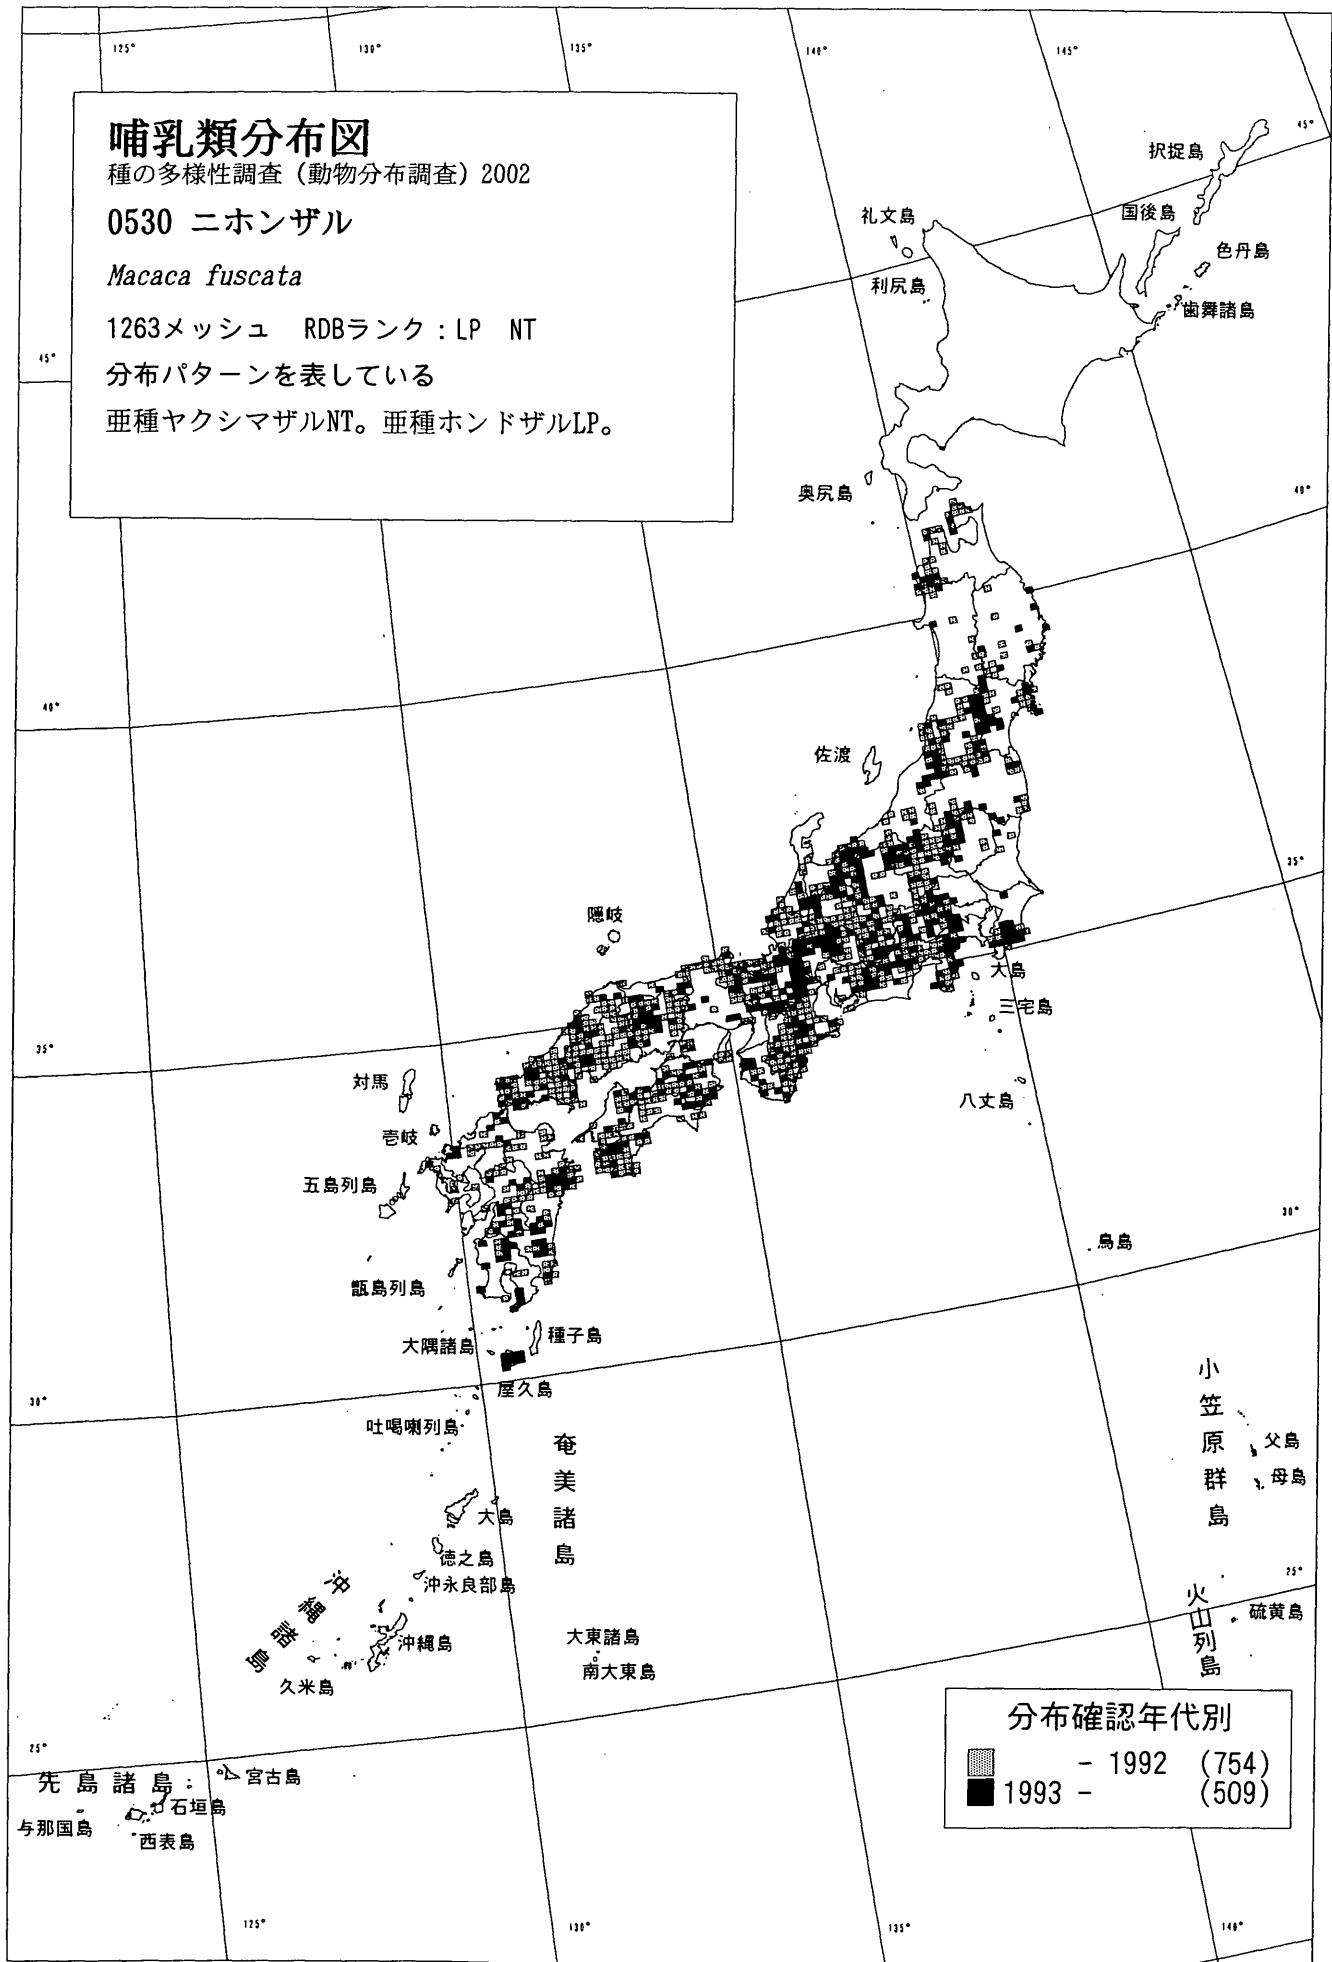 125°
130°
135°
140°
145°
哺乳類分布図
種の多様性調査（動物分布調査）2002
0530 ニホンザル
Macaca fuscata
1263メッシュ RDBランク：LP NT
分布パターンを表している
亜種ヤクシマザルNT。亜種ホンドザルLP。
45°
択捉島
国後島
色丹島
歯舞諸島
礼文島
利尻島
45°
奥尻島
40°
40°
佐渡
35°
隠岐
大島
三宅島
八丈島
35°
対馬
壱岐
五島列島
甑島列島
鳥島
30°
大隅諸島
種子島
屋久島
30°
吐喝喇列島
奄美諸島
大島
徳之島
沖永良部島
沖縄諸島
沖縄島
久米島
大東諸島
南大東島
小笠原群島
父島
母島
25°
火山列島
硫黄島
25°
先島諸島
宮古島
石垣島
与那国島
西表島
分布確認年代別
- 1992 (754)
1993 - (509)
125°
130°
135°
140°